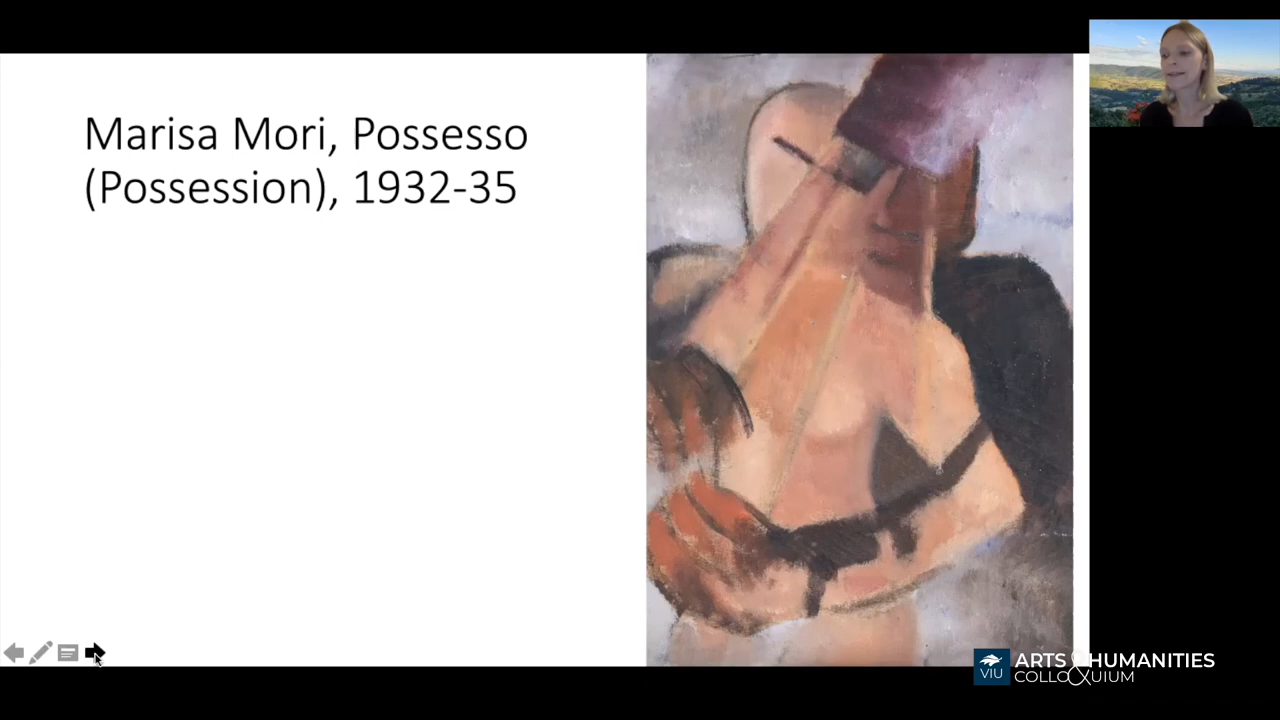 Marisa Mori, Possesso
(Possession), 1932-35
VIU
ARTS & HUMANITIES
COLLOQUIUM